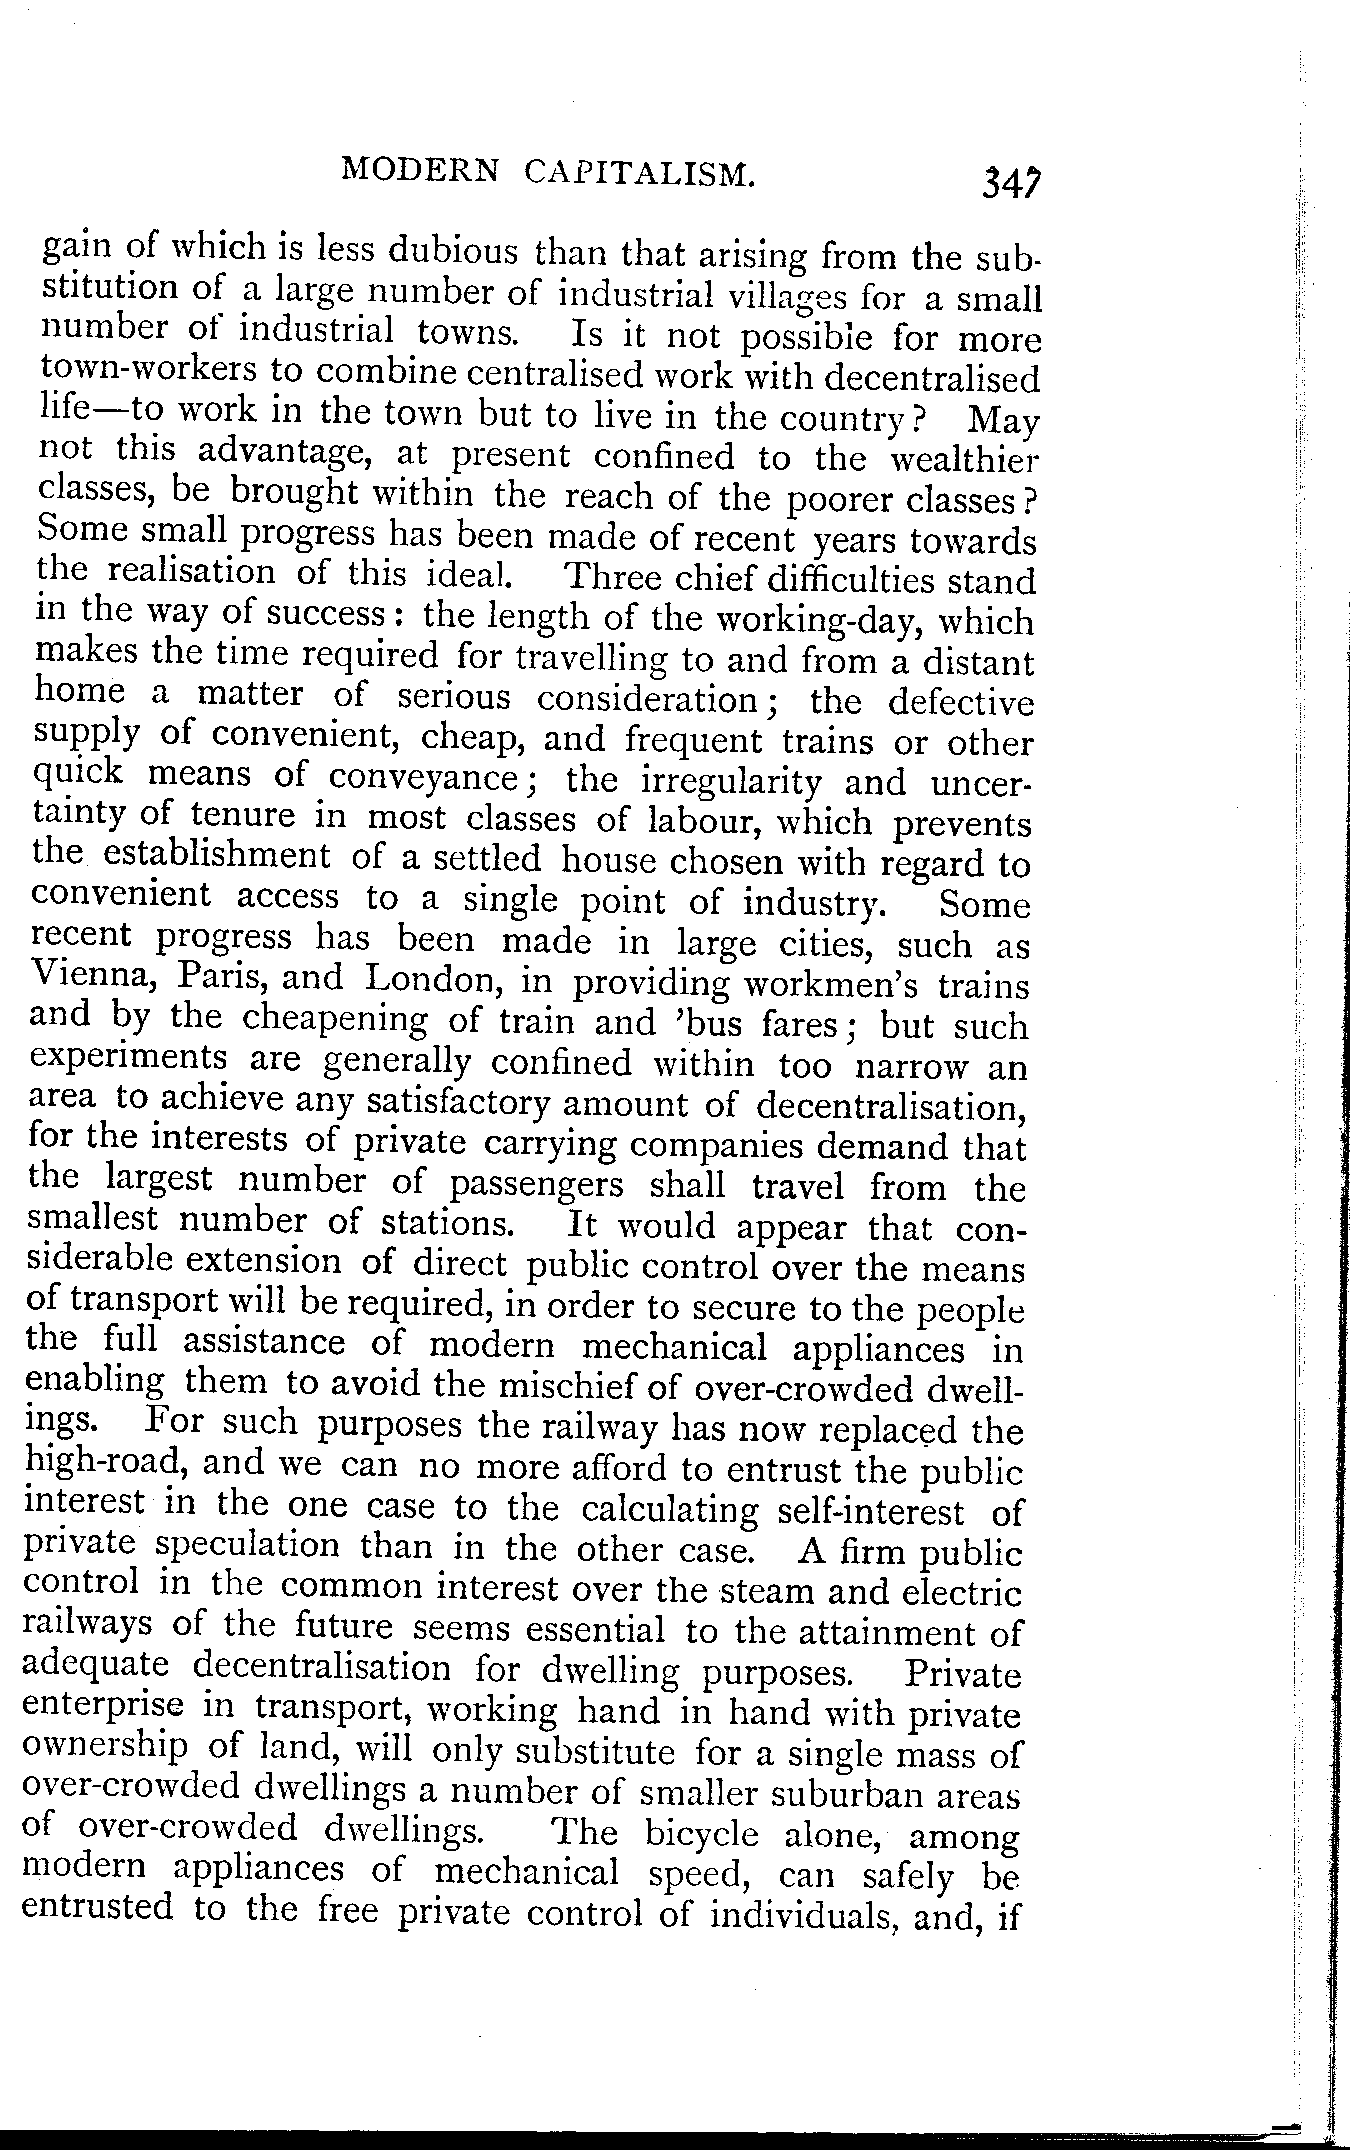 MODERN CAPITALISM. 347
gain of which is less dubious than that arising from the sub-
stitution of a large number of industrial villages for a small
number of industrial towns. Is it not possible for more
town-workers to combine centralised work with decentralised
life—to work in the town but to live in the country? May
not this advantage, at present confined to the wealthier
classes, be brought within the reach of the poorer classes?
Some small progress has been made of recent years towards
the realisation of this ideal. Three chief difficulties stand
in the way of success: the length of the working-day, which
makes the time required for travelling to and from a distant
home a matter of serious consideration; the defective
supply of convenient, cheap, and frequent trains or other
quick means of conveyance; the irregularity and uncer-
tainty of tenure in most classes of labour, which prevents
the establishment of a settled house chosen with regard to
convenient access to a single point of industry. Some
recent progress has been made in large cities, such as
Vienna, Paris, and London, in providing workmen's trains
and by the cheapening of train and 'bus fares; but such
experiments are generally confined within too narrow an
area to achieve any satisfactory amount of decentralisation,
for the interests of private carrying companies demand that
the largest number of passengers shall travel from the
smallest number of stations. It would appear that con-
siderable extension of direct public control over the means
of transport will be required, in order to secure to the people
the full assistance of modern mechanical appliances in
enabling them to avoid the mischief of over-crowded dwell-
ings. For such purposes the railway has now replaced the
high-road, and we can no more afford to entrust the public
interest in the one case to the calculating self-interest of
private speculation than in the other case. A firm public
control in the common interest over the steam and electric
railways of the future seems essential to the attainment of
adequate decentralisation for dwelling purposes. Private
enterprise in transport, working hand in hand with private
ownership of land, will only substitute for a single mass of
over-crowded dwellings a number of smaller suburban areas
of over-crowded dwellings. The bicycle alone, among
modern appliances of mechanical speed, can safely be
entrusted to the free private control of individuals, and, if